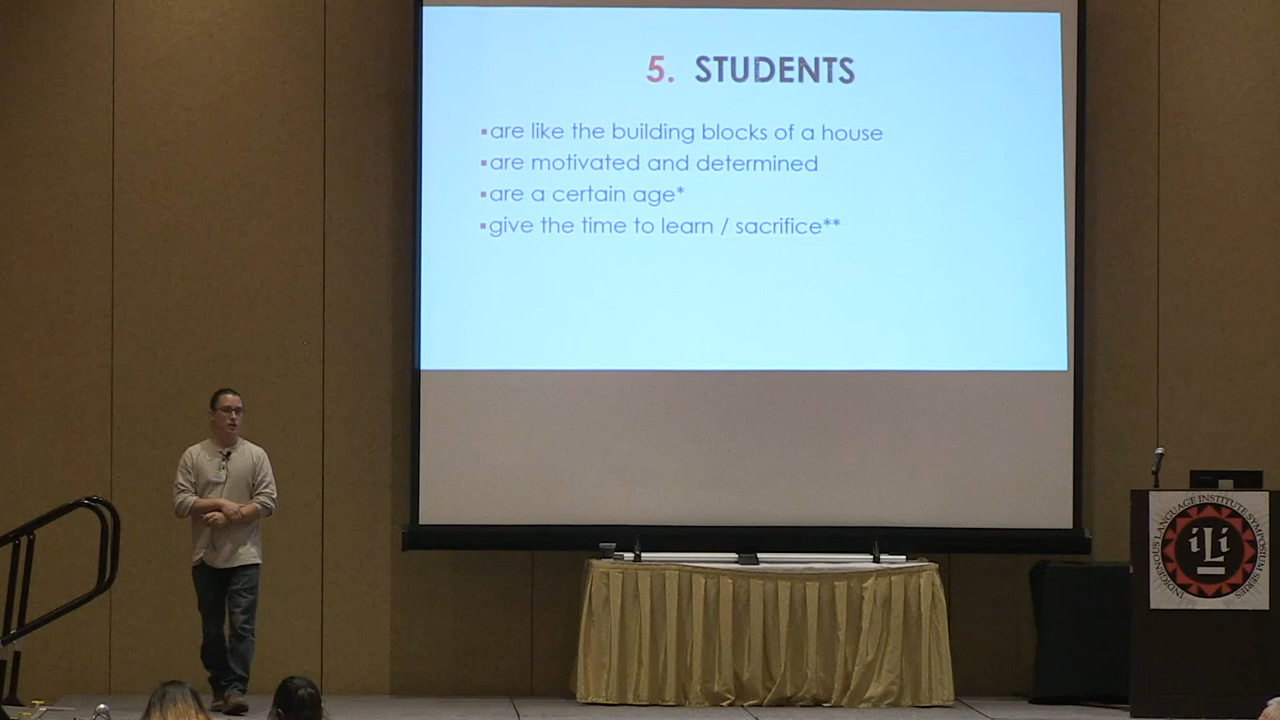 5. STUDENTS
▪are like the building blocks of a house
▪are motivated and determined
▪are a certain age*
▪give the time to learn / sacrifice**
INDIGENOUS LANGUAGE INSTITUTE SYMPOSIUM SERIES
iLi